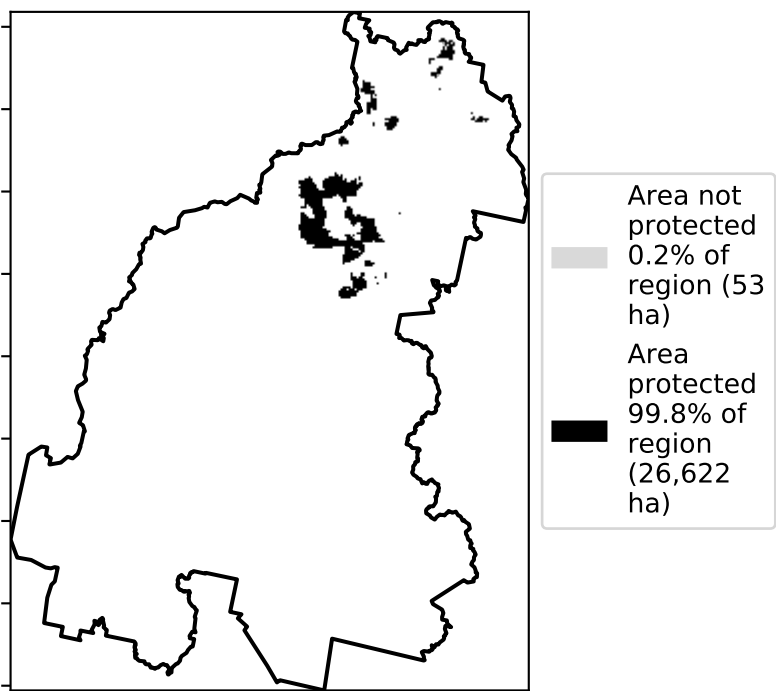 Area not
protected
0.2% of
region (53
ha)
Area
protected
99.8% of
region
(26,622
ha)